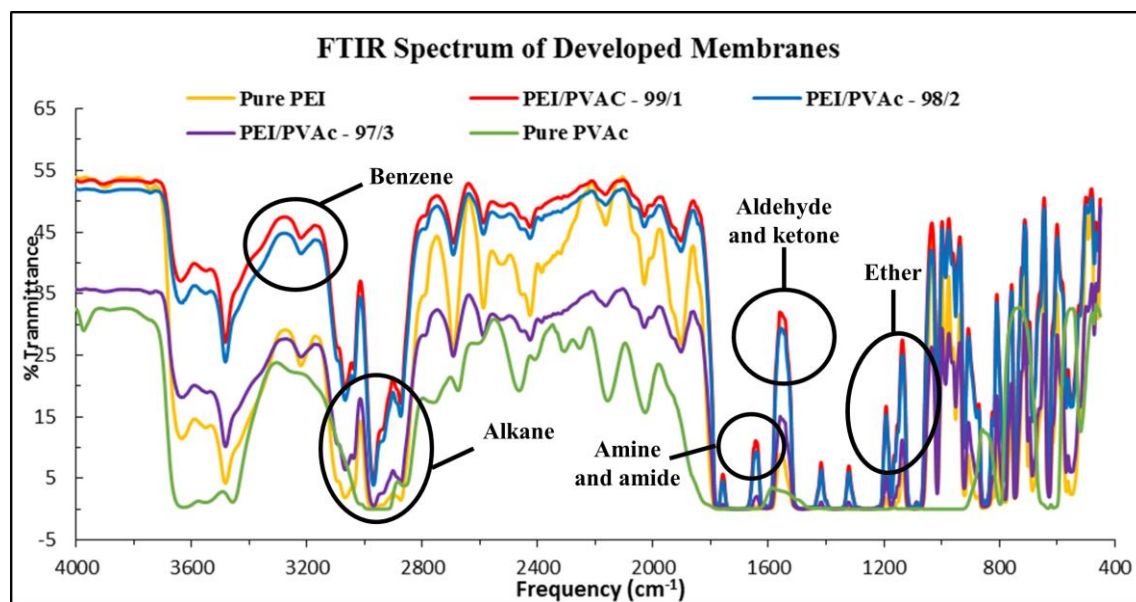 FTIR Spectrum of Developed Membranes
Pure PEI
PEI/PVAC - 99/1
PEI/PVAc - 98/2
PEI/PVAc - 97/3
Pure PVAc
65
55
45
35
25
15
5
-5
%Tranmittance
Benzene
Alkane
Aldehyde
and ketone
Amine
and amide
Ether
4000
3600
3200
2800
2400
2000
1600
1200
800
400
Frequency (cm-1)